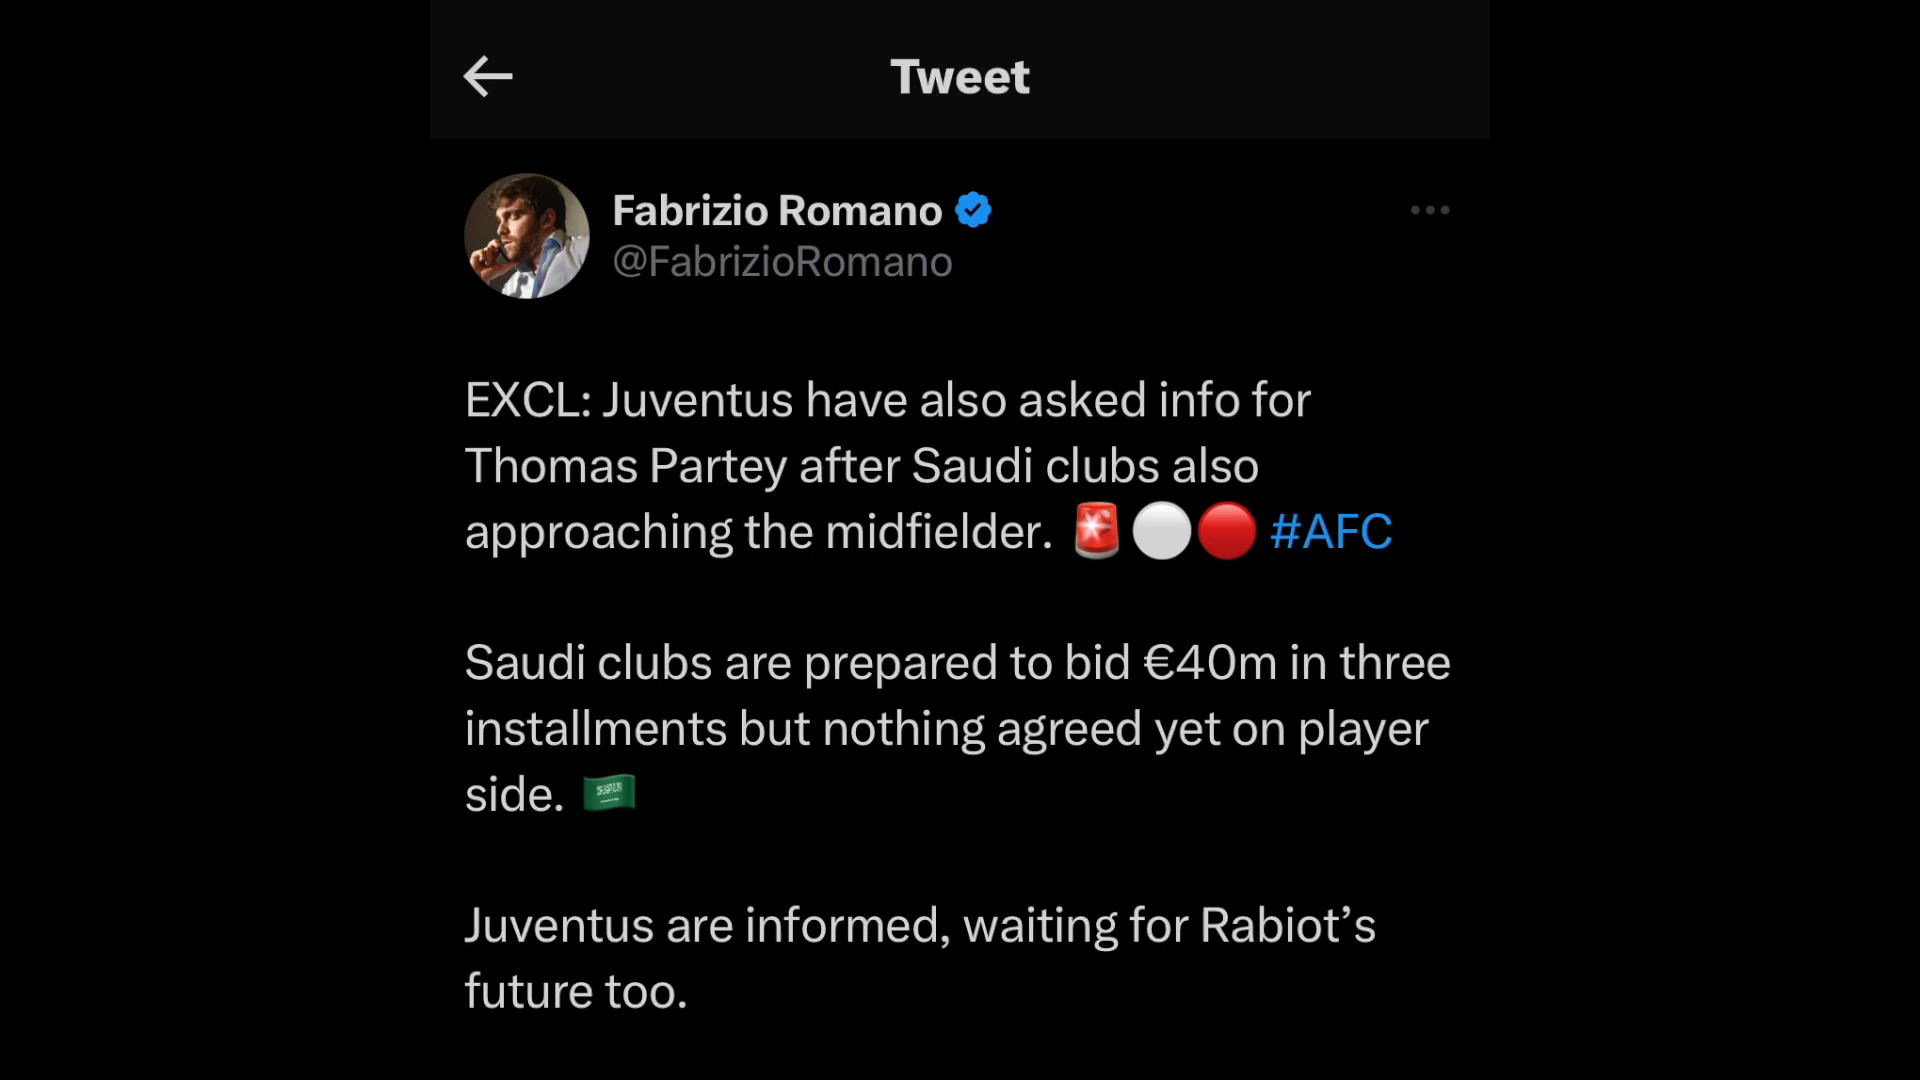 Tweet
Fabrizio Romano
@FabrizioRomano
EXCL: Juventus have also asked info for
Thomas Partey after Saudi clubs also
approaching the midfielder. 🚨⚪️🔴 #AFC
Saudi clubs are prepared to bid €40m in three
installments but nothing agreed yet on player
side. 🇸🇦
Juventus are informed, waiting for Rabiot’s
future too.